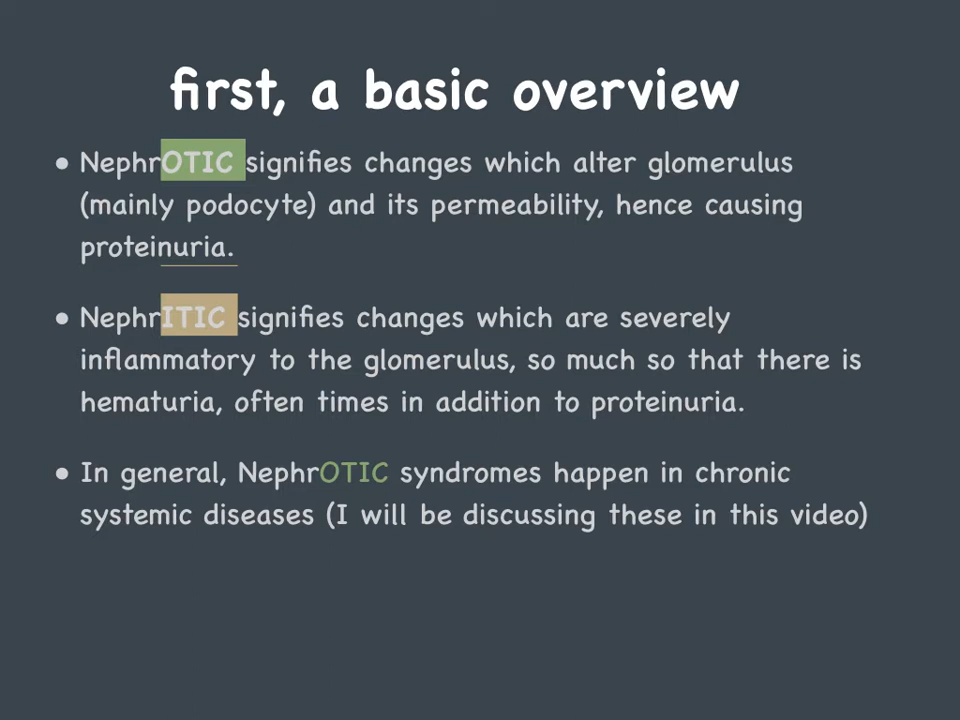 first, a basic overview
• NephrOTIC signifies changes which alter glomerulus
(mainly podocyte) and its permeability, hence causing
proteinuria.
• NephrITIC signifies changes which are severely
inflammatory to the glomerulus, so much so that there is
hematuria, often times in addition to proteinuria.
• In general, NephrOTIC syndromes happen in chronic
systemic diseases (I will be discussing these in this video)